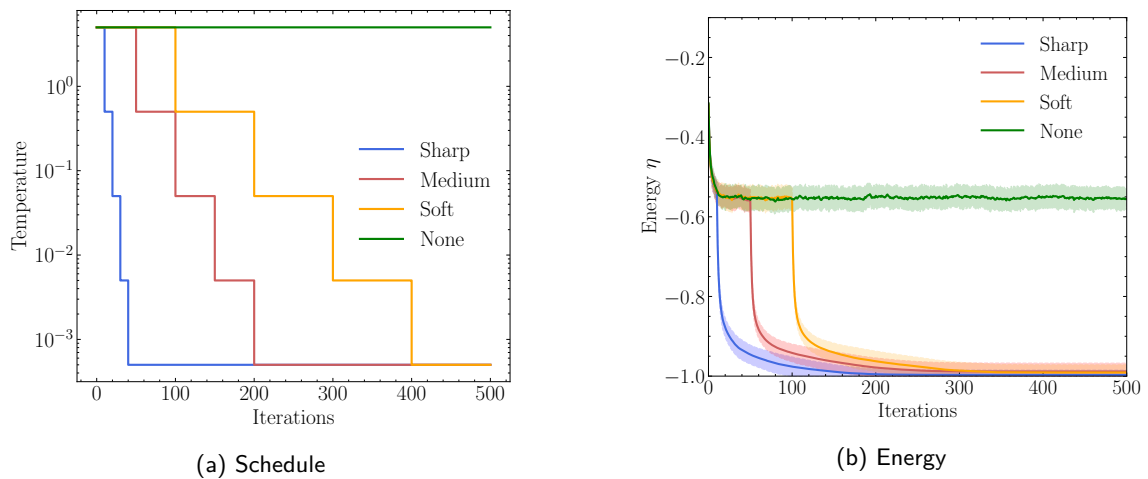 Temperature
10⁰
10⁻¹
10⁻²
10⁻³
Sharp
Medium
Soft
None
0 100 200 300 400 500
Iterations
(a) Schedule
Energy η
−0.2
−0.4
−0.6
−0.8
−1.0
Sharp
Medium
Soft
None
0 100 200 300 400 500
Iterations
(b) Energy